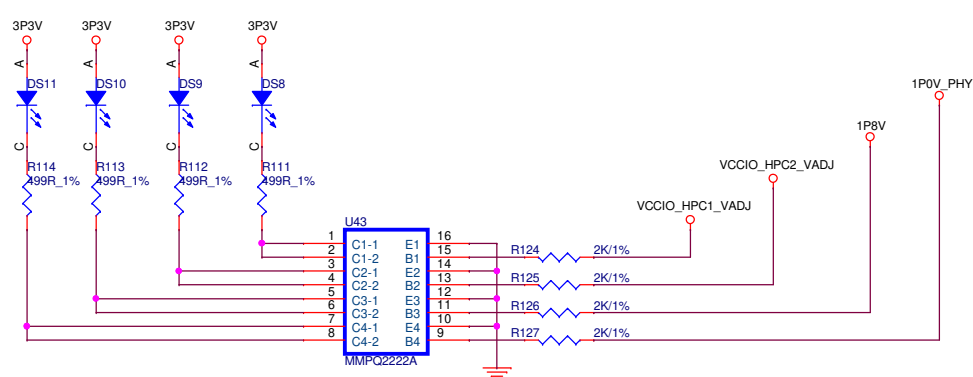 3P3V 3P3V 3P3V 3P3V
A A A A
DS11 DS10 DS9 DS8
1P0V_PHY
1P8V
C C C C
R114 R113 R112 R111
499R_1% 499R_1% 499R_1% 499R_1%
VCCIO_HPC2_VADJ
VCCIO_HPC1_VADJ
U43
1 C1-1 E1 16
2 C1-2 B1 15 R124 2K/1%
3 C2-1 E2 14
4 C2-2 B2 13 R125 2K/1%
5 C3-1 E3 12
6 C3-2 B3 11 R126 2K/1%
7 C4-1 E4 10
8 C4-2 B4 9 R127 2K/1%
MMPQ2222A